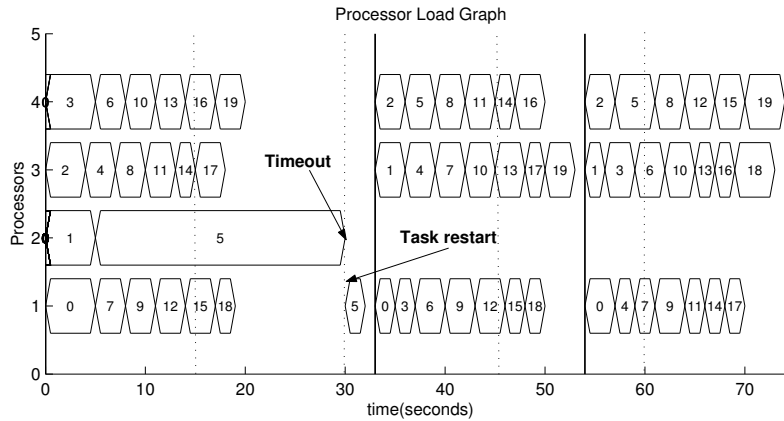 Processor Load Graph
5
4 0 3 6 10 13 16 19 2 5 8 11 14 16 2 5 8 12 15 19
Timeout
3 2 4 8 11 14 17 1 4 7 10 13 17 19 1 3 6 10 13 16 18
Processors
2 0 1 5
Task restart
1 0 7 9 12 15 18 5 0 3 6 9 12 15 18 0 4 7 9 11 14 17
0
0 10 20 30 40 50 60 70
time(seconds)